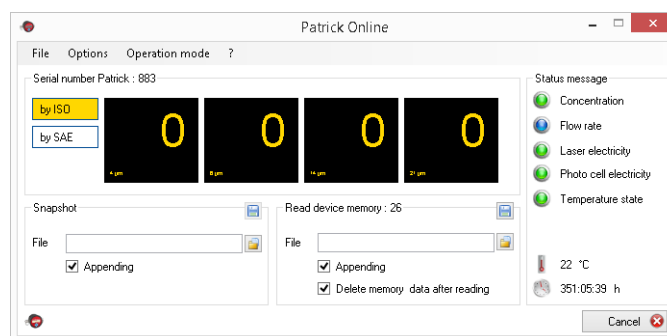 Patrick Online
File Options Operation mode ?
Serial number Patrick : 883
by ISO
by SAE
0 0 0 0
4 µm 6 µm 14 µm 21 µm
Snapshot
File
Appending
Read device memory : 26
File
Appending
Delete memory data after reading
Status message
Concentration
Flow rate
Laser electricity
Photo cell electricity
Temperature state
22 °C
351:05:39 h
Cancel